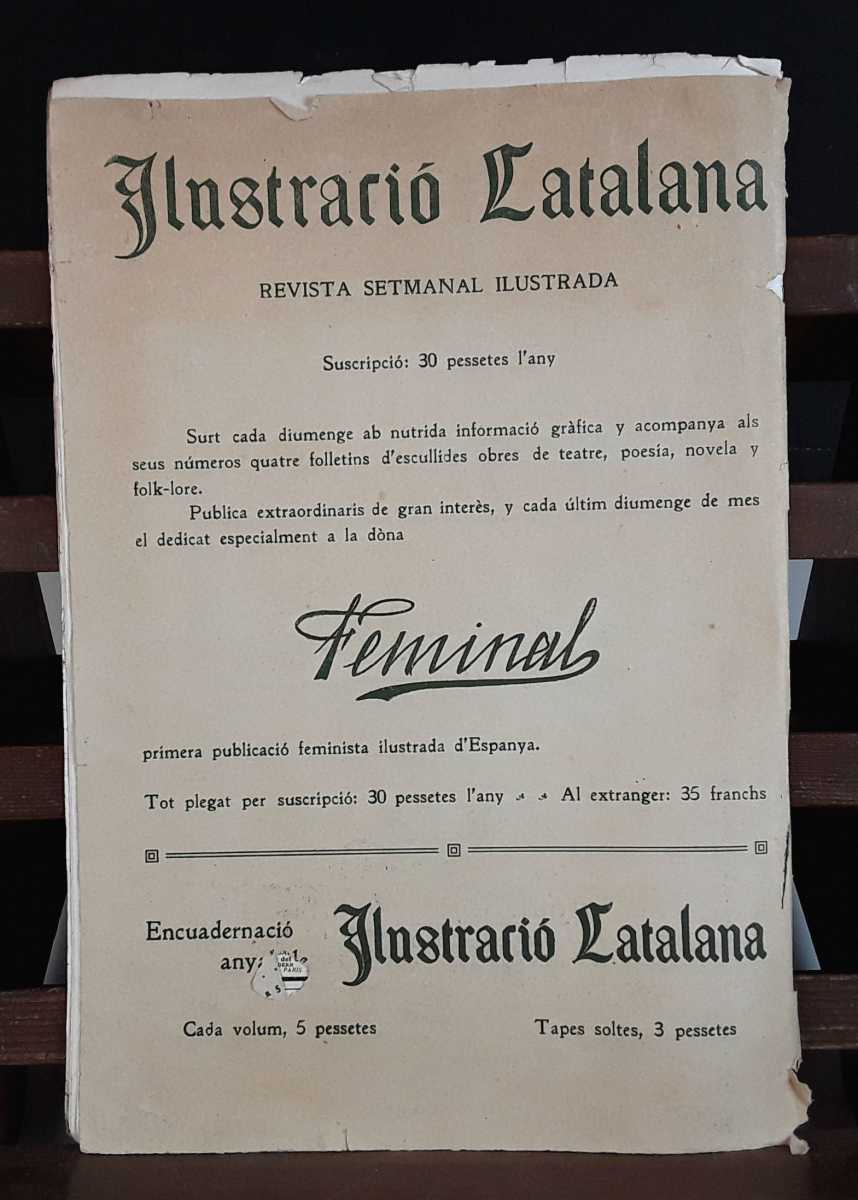 Ilustració Catalana
REVISTA SETMANAL ILUSTRADA
Suscripció: 30 pessetes l'any
Surt cada diumenge ab nutrida informació gràfica y acompanya als
seus números quatre folletins d'escullides obres de teatre, poesía, novela y
folk-lore.
Publica extraordinaris de gran interès, y cada últim diumenge de mes
el dedicat especialment a la dòna
Feminal
primera publicació feminista ilustrada d'Espanya.
Tot plegat per suscripció: 30 pessetes l'any Al extranger: 35 franchs
Encuadernació
any
Ilustració Catalana
del
PARIS
Cada volum, 5 pessetes Tapes soltes, 3 pessetes